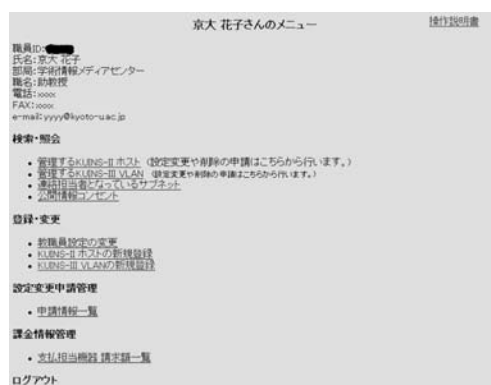 京大 花子さんのメニュー
操作説明書
職員ID:
氏名:京大 花子
部局:学術情報メディアセンター
職名:助教授
電話:xxxx
FAX:xxxx
e-mail:yyyy@kyoto-u.ac.jp
検索・照会
管理するKUINS-II ホスト (設定変更や削除の申請はこちらから行います。)
管理するKUINS-III VLAN (設定変更や削除の申請はこちらから行います。)
連絡担当者となっているサブネット
公開情報コンセント
登録・変更
教職員設定の変更
KUINS-II ホストの新規登録
KUINS-III VLANの新規登録
設定変更申請管理
申請情報一覧
課金情報管理
支払担当機器 請求額一覧
ログアウト